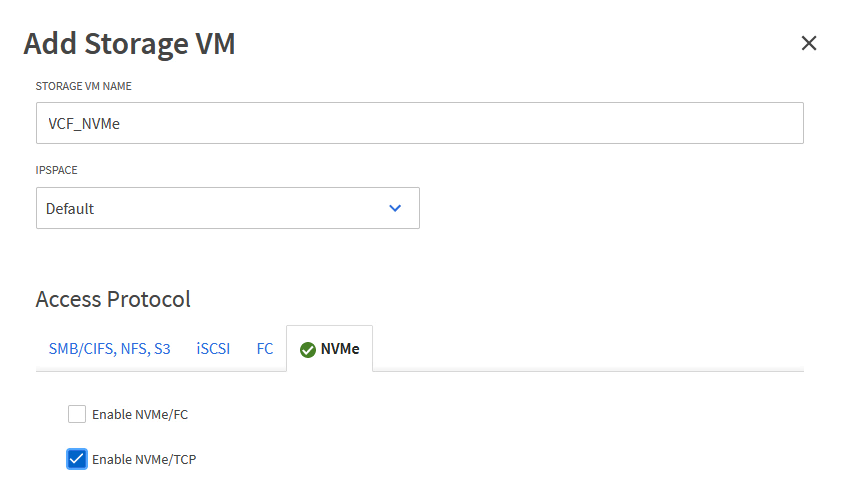 Add Storage VM
STORAGE VM NAME
VCF_NVMe
IPSPACE
Default
Access Protocol
SMB/CIFS, NFS, S3 iSCSI FC NVMe
Enable NVMe/FC
Enable NVMe/TCP